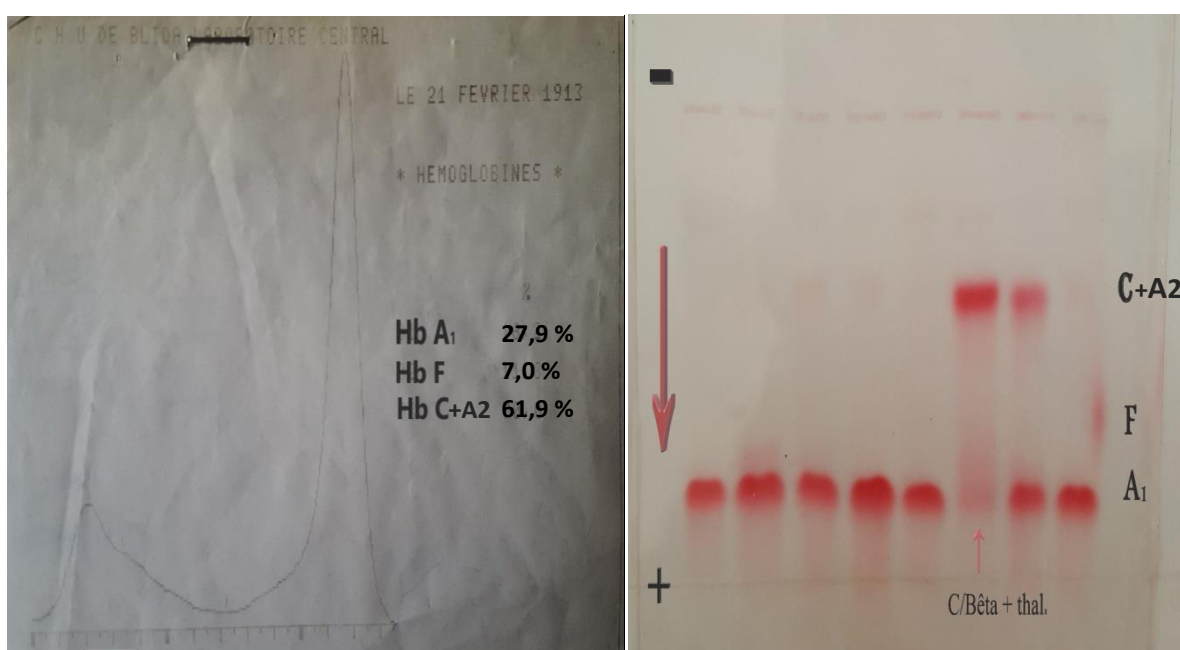 C H U DE BLIDA LABORATOIRE CENTRAL
LE 21 FEVRIER 1913
* HEMOGLOBINES *
%
Hb A1 27,9 %
Hb F 7,0 %
Hb C+A2 61,9 %
-
C+A2
F
A1
+
C/Bêta + thal.